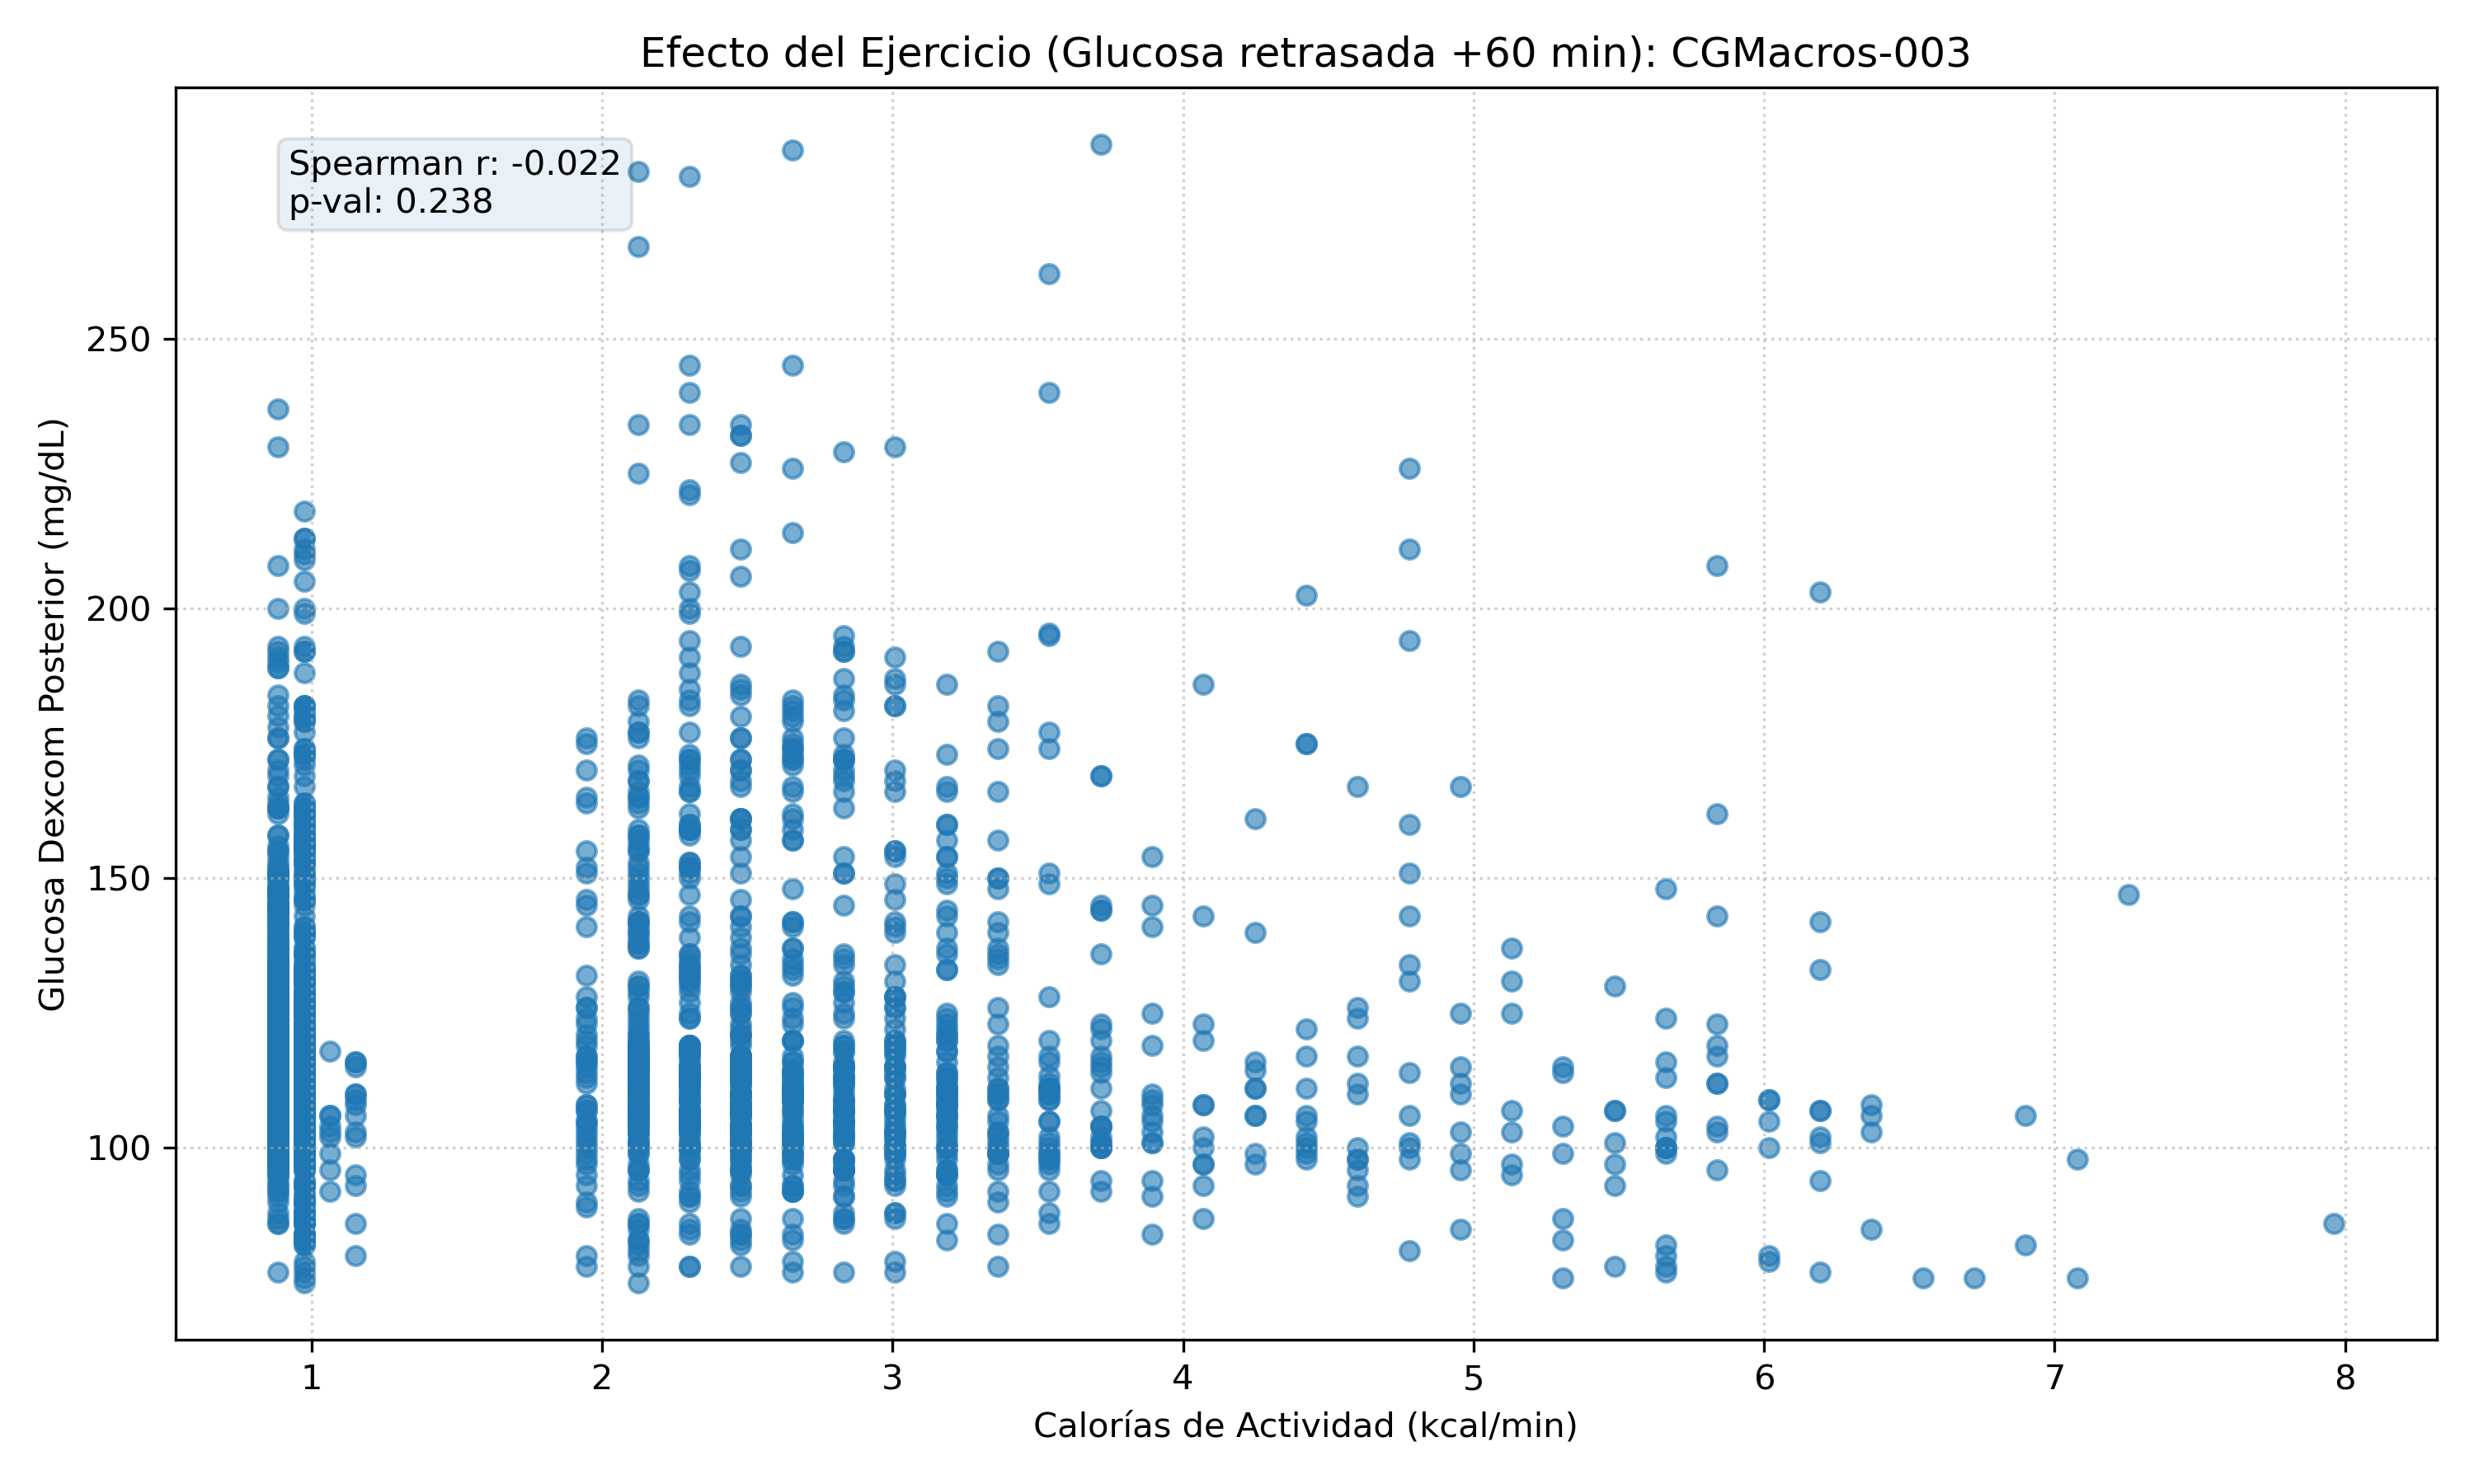 Efecto del Ejercicio (Glucosa retrasada +60 min): CGMacros-003
Spearman r: -0.022
p-val: 0.238
Glucosa Dexcom Posterior (mg/dL)
250
200
150
100
1 2 3 4 5 6 7 8
Calorías de Actividad (kcal/min)